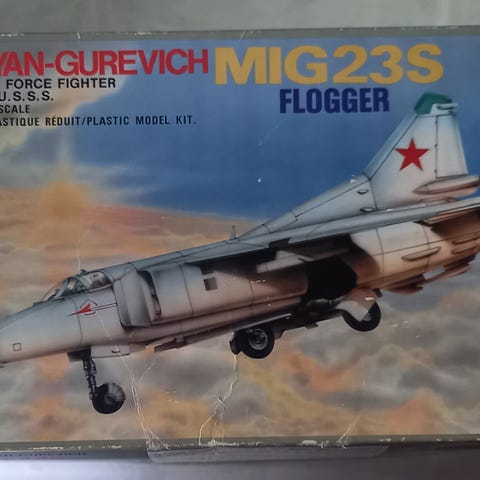 YAN-GUREVICH MIG23S
FORCE FIGHTER
U.S.S.S.
FLOGGER
SCALE
ASTIQUE RÉDUIT/PLASTIC MODEL KIT.